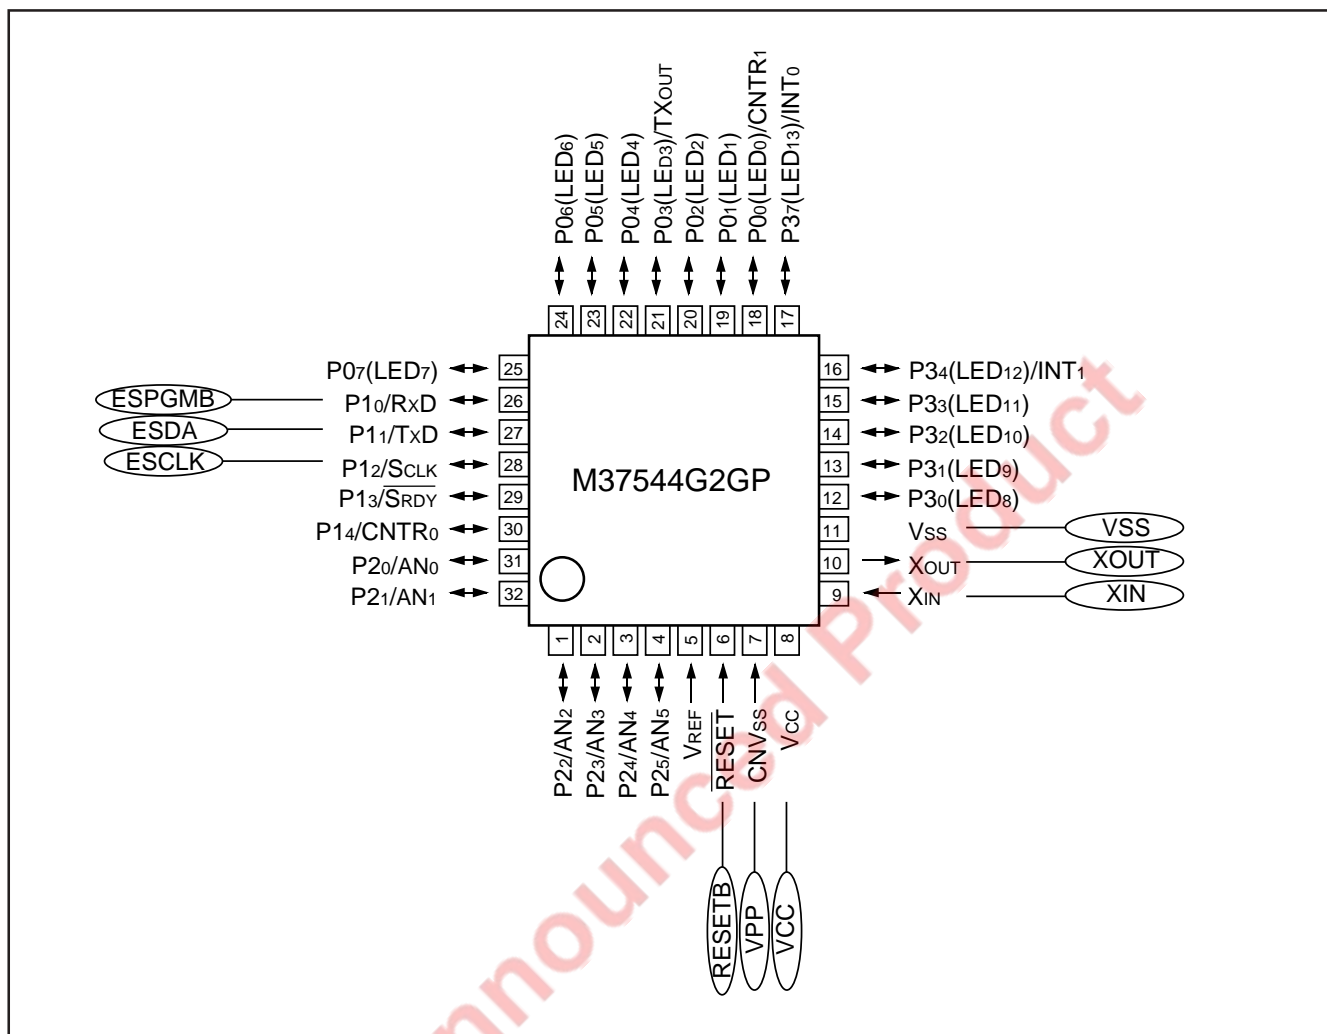 P06(LED6)
P05(LED5)
P04(LED4)
P03(LED3)/TXOUT
P02(LED2)
P01(LED1)
P00(LED0)/CNTR1
P37(LED13)/INT0
24
23
22
21
20
19
18
17
P07(LED7)
25
ESPGMB
P10/RXD
26
ESDA
P11/TXD
27
ESCLK
P12/SCLK
28
P13/SRDY
29
P14/CNTR0
30
P20/AN0
31
P21/AN1
32
M37544G2GP
16
P34(LED12)/INT1
15
P33(LED11)
14
P32(LED10)
13
P31(LED9)
12
P30(LED8)
11
VSS
VSS
10
XOUT
XOUT
9
XIN
XIN
1
2
3
4
5
6
7
8
P22/AN2
P23/AN3
P24/AN4
P25/AN5
VREF
RESET
CNVSS
VCC
RESETB
VPP
VCC
Product